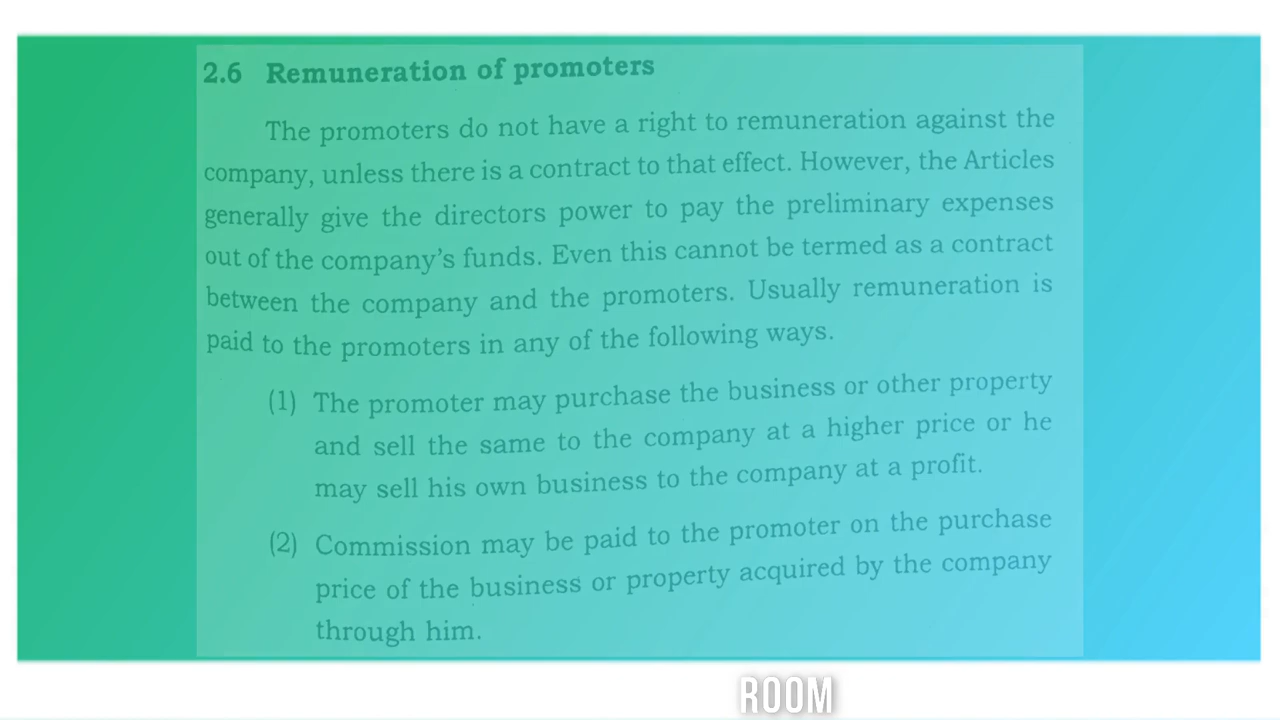 2.6 Remuneration of promoters
The promoters do not have a right to remuneration against the
company, unless there is a contract to that effect. However, the Articles
generally give the directors power to pay the preliminary expenses
out of the company's funds. Even this cannot be termed as a contract
between the company and the promoters. Usually remuneration is
paid to the promoters in any of the following ways.
(1) The promoter may purchase the business or other property
and sell the same to the company at a higher price or he
may sell his own business to the company at a profit.
(2) Commission may be paid to the promoter on the purchase
price of the business or property acquired by the company
through him.
ROOM